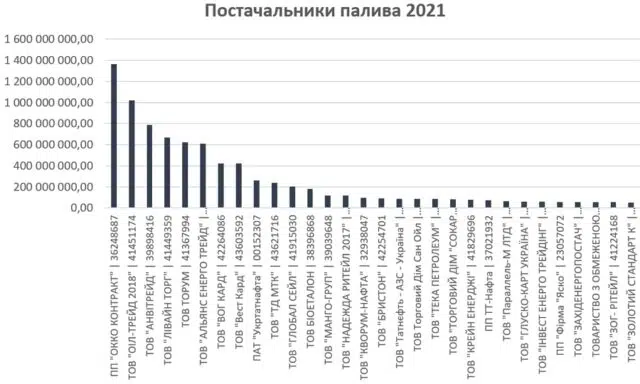 Постачальники палива 2021
1 600 000 000,00
1 400 000 000,00
1 200 000 000,00
1 000 000 000,00
800 000 000,00
600 000 000,00
400 000 000,00
200 000 000,00
0,00
ПП "ОККО КОНТРАКТ" | 36248687
ТОВ "ОІЛ-ТРЕЙД 2018" | 41451174
ТОВ "АНВІТРЕЙД" | 39898416
ТОВ "ЛІВАЙН ТОРГ" | 41449359
ТОВ ТОРУМ | 41367994
ТОВ "АЛЬЯНС ЕНЕРГО ТРЕЙД" |…
ТОВ "ВОГ КАРД" | 42264086
ТОВ "Вест Кард" | 43603592
ПАТ "Укртатнафта" | 00152307
ТОВ "ТД МТК" | 43621716
ТОВ "ГЛОБАЛ СЕЙЛ" | 41915030
ТОВ БІОЕТАЛОН | 38396868
ТОВ "МАНГО-ГРУП" | 39039648
ТОВ "НАДЕЖДА РИТЕЙЛ 2017" |…
ТОВ "КВОРУМ-НАФТА" | 32938047
ТОВ "БРИСТОН" | 42254701
ТОВ "Татнєфть - АЗС - Україна" |…
ТОВ Торговий Дім Сан Ойл |…
ТОВ "ТЕКА ПЕТРОЛЕУМ" |…
ТОВ "ТОРГОВИЙ ДІМ "СОКАР…
ТОВ "КРЕЙН ЕНЕРДЖІ" | 41829696
ПП ТТ-Нафта | 37021932
ТОВ "Параллель-М ЛТД" |…
ТОВ "ГЛУСКО-КАРТ УКРАЇНА" |…
ТОВ "ІНВЕСТ ЕНЕРГО ТРЕЙДІНГ" |…
ПП "Фірма "Яско" | 23057072
ТОВ "ЗАХІДЕНЕРГОПОСТАЧ" |…
ТОВАРИСТВО З ОБМЕЖЕНОЮ…
ТОВ "ЗОГ- РІТЕЙЛ" | 41224168
ТОВ "ЗОЛОТИЙ СТАНДАРТ К" |…